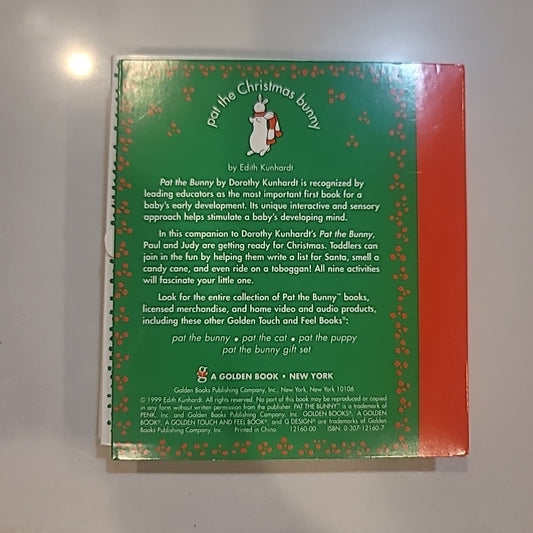 pat the Christmas bunny
by Edith Kunhardt
Pat the Bunny by Dorothy Kunhardt is recognized by
leading educators as the most important first book for a
baby's early development. Its unique interactive and sensory
approach helps stimulate a baby's developing mind.
In this companion to Dorothy Kunhardt's Pat the Bunny,
Paul and Judy are getting ready for Christmas. Toddlers can
join in the fun by helping them write a list for Santa, smell a
candy cane, and even ride on a toboggan! All nine activities
will fascinate your little one.
Look for the entire collection of Pat the Bunny™ books,
licensed merchandise, and home video and audio products,
including these other Golden Touch and Feel Books®:
pat the bunny • pat the cat • pat the puppy
pat the bunny gift set
g A GOLDEN BOOK • NEW YORK
Golden Books Publishing Company, Inc., New York, New York 10106
© 1999 Edith Kunhardt. All rights reserved. No part of this book may be reproduced or copied
in any form without written permission from the publisher. PAT THE BUNNY™ is a trademark of
PENK, Inc. and Golden Books Publishing Company, Inc. GOLDEN BOOKS®, A GOLDEN
BOOK®, A GOLDEN TOUCH AND FEEL BOOK®, and G DESIGN® are trademarks of Golden
Books Publishing Company, Inc. Printed in China. 12160-00 ISBN: 0-307-12160-7